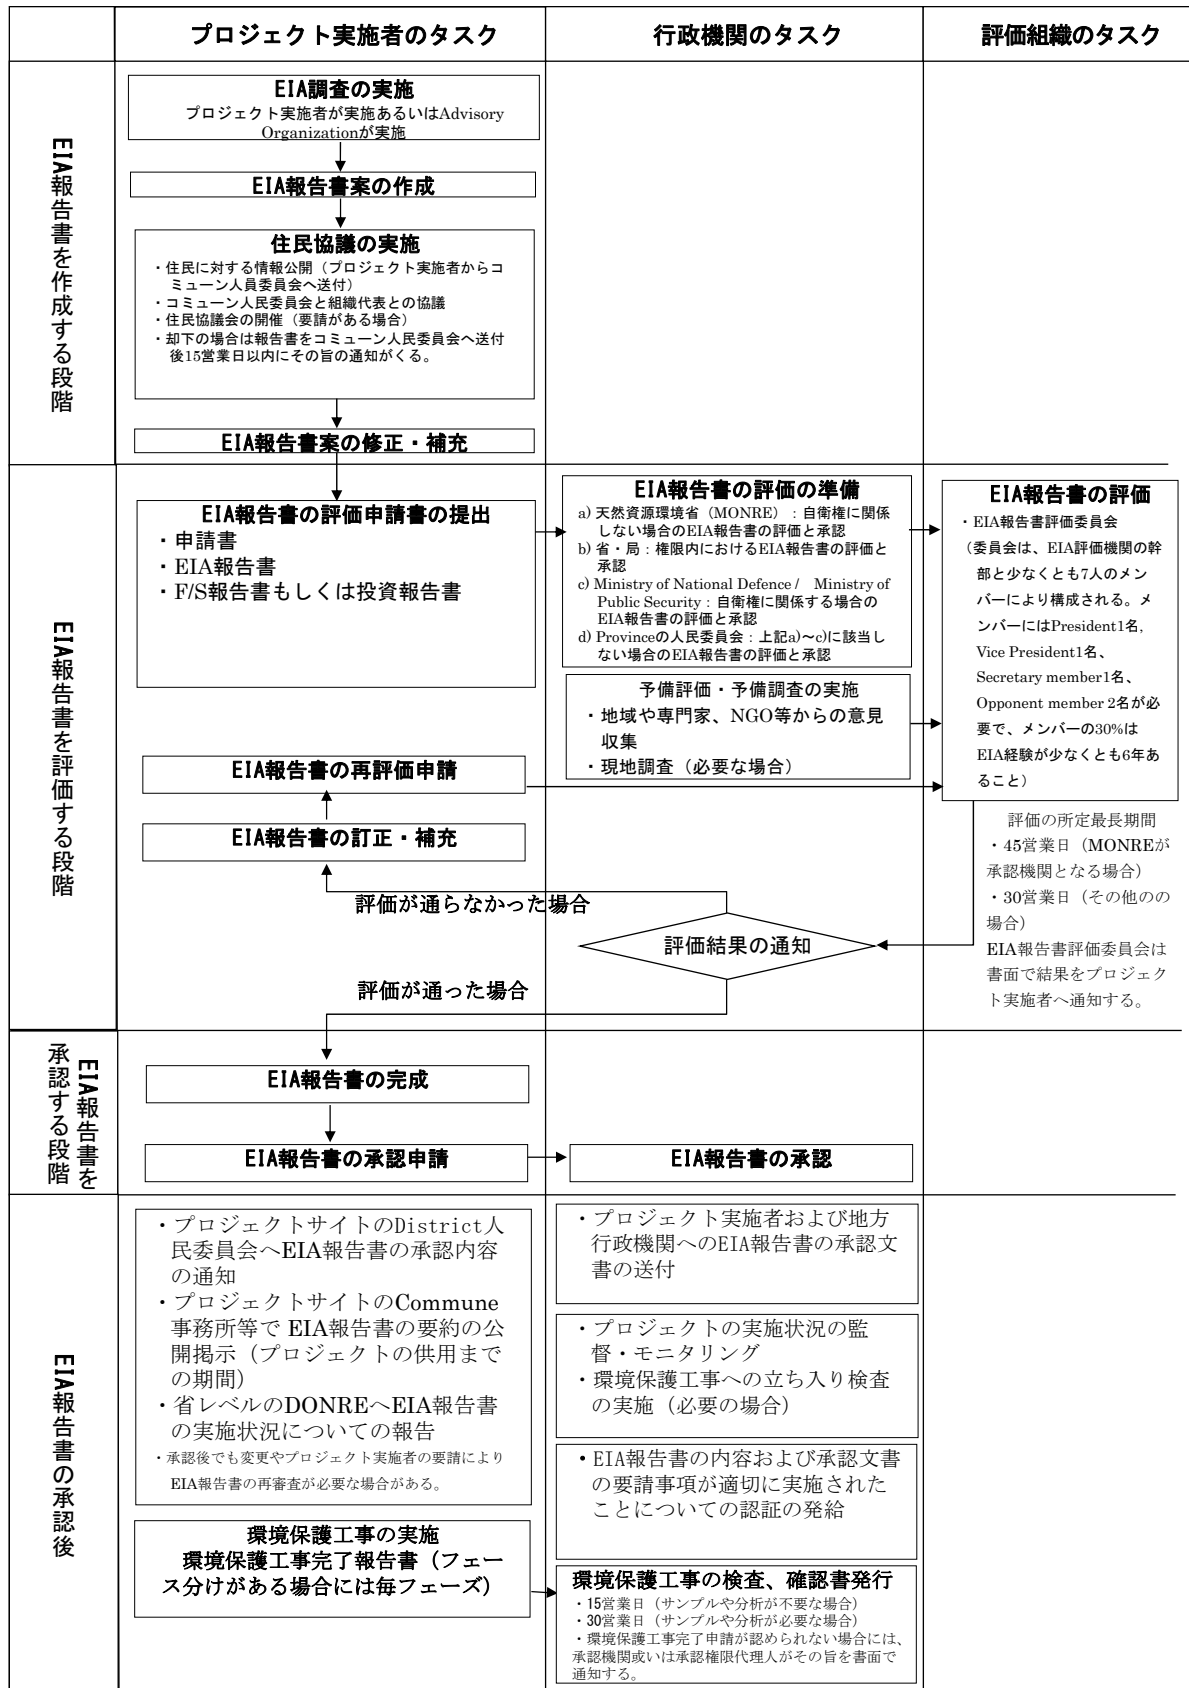 プロジェクト実施者のタスク
行政機関のタスク
評価組織のタスク
EIA報告書を作成する段階
EIA調査の実施
プロジェクト実施者が実施あるいはAdvisory
Organizationが実施
EIA報告書案の作成
住民協議の実施
・住民に対する情報公開（プロジェクト実施者からコ
ミューン人員委員会へ送付）
・コミューン人民委員会と組織代表との協議
・住民協議会の開催（要請がある場合）
・却下の場合は報告書をコミューン人民委員会へ送付
後15営業日以内にその旨の通知がくる。
EIA報告書案の修正・補充
EIA報告書を評価する段階
EIA報告書の評価申請書の提出
・申請書
・EIA報告書
・F/S報告書もしくは投資報告書
EIA報告書の評価の準備
a) 天然資源環境省（MONRE）：自衛権に関係
しない場合のEIA報告書の評価と承認
b) 省・局：権限内におけるEIA報告書の評価と
承認
c) Ministry of National Defence / Ministry of
Public Security：自衛権に関係する場合の
EIA報告書の評価と承認
d) Provinceの人民委員会：上記a)～c)に該当
しない場合のEIA報告書の評価と承認
予備評価・予備調査の実施
・地域や専門家、NGO等からの意見
収集
・現地調査（必要な場合）
EIA報告書の評価
・EIA報告書評価委員会
（委員会は、EIA評価機関の幹
部と少なくとも7人のメン
バーにより構成される。メ
ンバーにはPresident1名,
Vice President1名、
Secretary member1名、
Opponent member 2名が必
要で、メンバーの30%は
EIA経験が少なくとも6年あ
ること）
EIA報告書の再評価申請
EIA報告書の訂正・補充
評価が通らなかった場合
評価結果の通知
評価が通った場合
評価の所定最長期間
・45営業日（MONREが
承認機関となる場合）
・30営業日（その他のの
場合）
EIA報告書評価委員会は
書面で結果をプロジェク
ト実施者へ通知する。
EIA報告書を
承認する段階
EIA報告書の完成
EIA報告書の承認申請
EIA報告書の承認
EIA報告書の承認後
・プロジェクトサイトのDistrict人
民委員会へEIA報告書の承認内容
の通知
・プロジェクトサイトのCommune
事務所等で EIA報告書の要約の公
開掲示（プロジェクトの供用まで
の期間）
・省レベルのDONREへEIA報告書
の実施状況についての報告
・承認後でも変更やプロジェクト実施者の要請により
EIA報告書の再審査が必要な場合がある。
環境保護工事の実施
環境保護工事完了報告書（フェー
ス分けがある場合には毎フェーズ）
・プロジェクト実施者および地方
行政機関へのEIA報告書の承認文
書の送付
・プロジェクトの実施状況の監
督・モニタリング
・環境保護工事への立ち入り検査
の実施（必要の場合）
・EIA報告書の内容および承認文書
の要請事項が適切に実施された
ことについての認証の発給
環境保護工事の検査、確認書発行
・15営業日（サンプルや分析が不要な場合）
・30営業日（サンプルや分析が必要な場合）
・環境保護工事完了申請が認められない場合には、
承認機関或いは承認権限代理人がその旨を書面で
通知する。